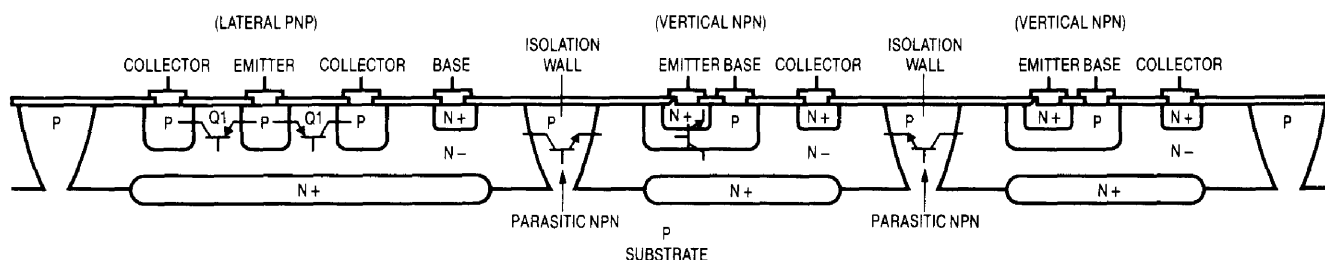 (LATERAL PNP) (VERTICAL NPN) (VERTICAL NPN)
ISOLATION WALL ISOLATION WALL
COLLECTOR EMITTER COLLECTOR BASE EMITTER BASE COLLECTOR EMITTER BASE COLLECTOR
P P Q1 P Q1 P P N+ P N+ P N+ P N+ P
N– N– N–
N+ N+ N+
PARASITIC NPN PARASITIC NPN
P
SUBSTRATE